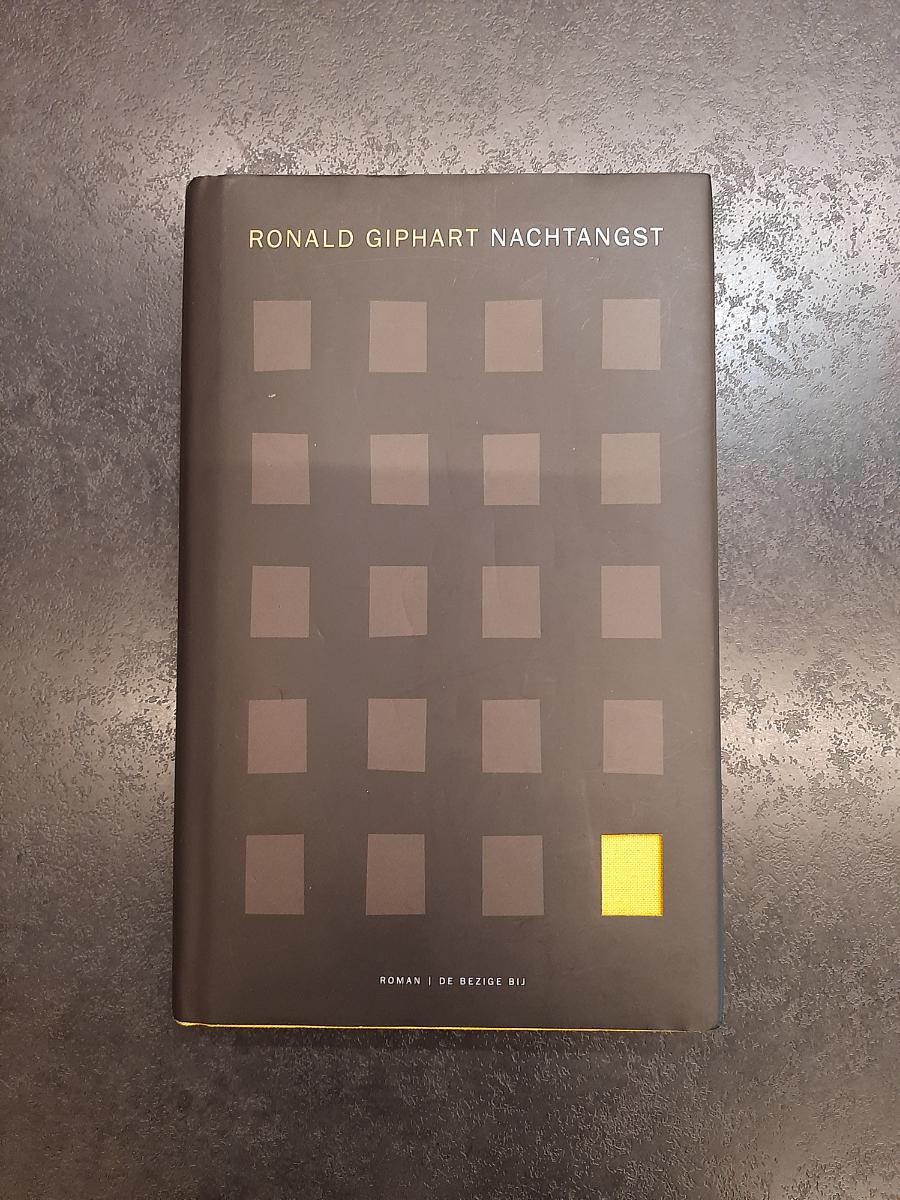 RONALD GIPHART NACHTANGST
ROMAN | DE BEZIGE BIJ